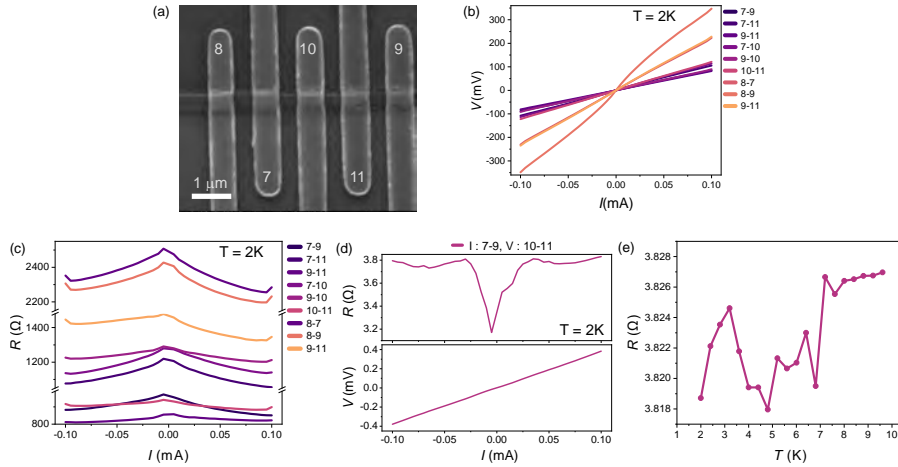 (a)
8
10
9
7
11
1 μm
(b)
T = 2K
V(mV)
300
200
100
0
-100
-200
-300
-0.10 -0.05 0.00 0.05 0.10
I(mA)
7-9
7-11
9-11
7-10
9-10
10-11
8-7
8-9
9-11
(c)
T = 2K
R (Ω)
2400
2200
1400
1200
800
-0.10 -0.05 0.00 0.05 0.10
I (mA)
7-9
7-11
9-11
7-10
9-10
10-11
8-7
8-9
9-11
(d)
I : 7-9, V : 10-11
R (Ω)
3.8
3.6
3.4
3.2
T = 2K
V (mV)
0.4
0.2
0.0
-0.2
-0.4
-0.10 -0.05 0.00 0.05 0.10
I (mA)
(e)
R (Ω)
3.828
3.826
3.824
3.822
3.820
3.818
1 2 3 4 5 6 7 8 9 10
T (K)